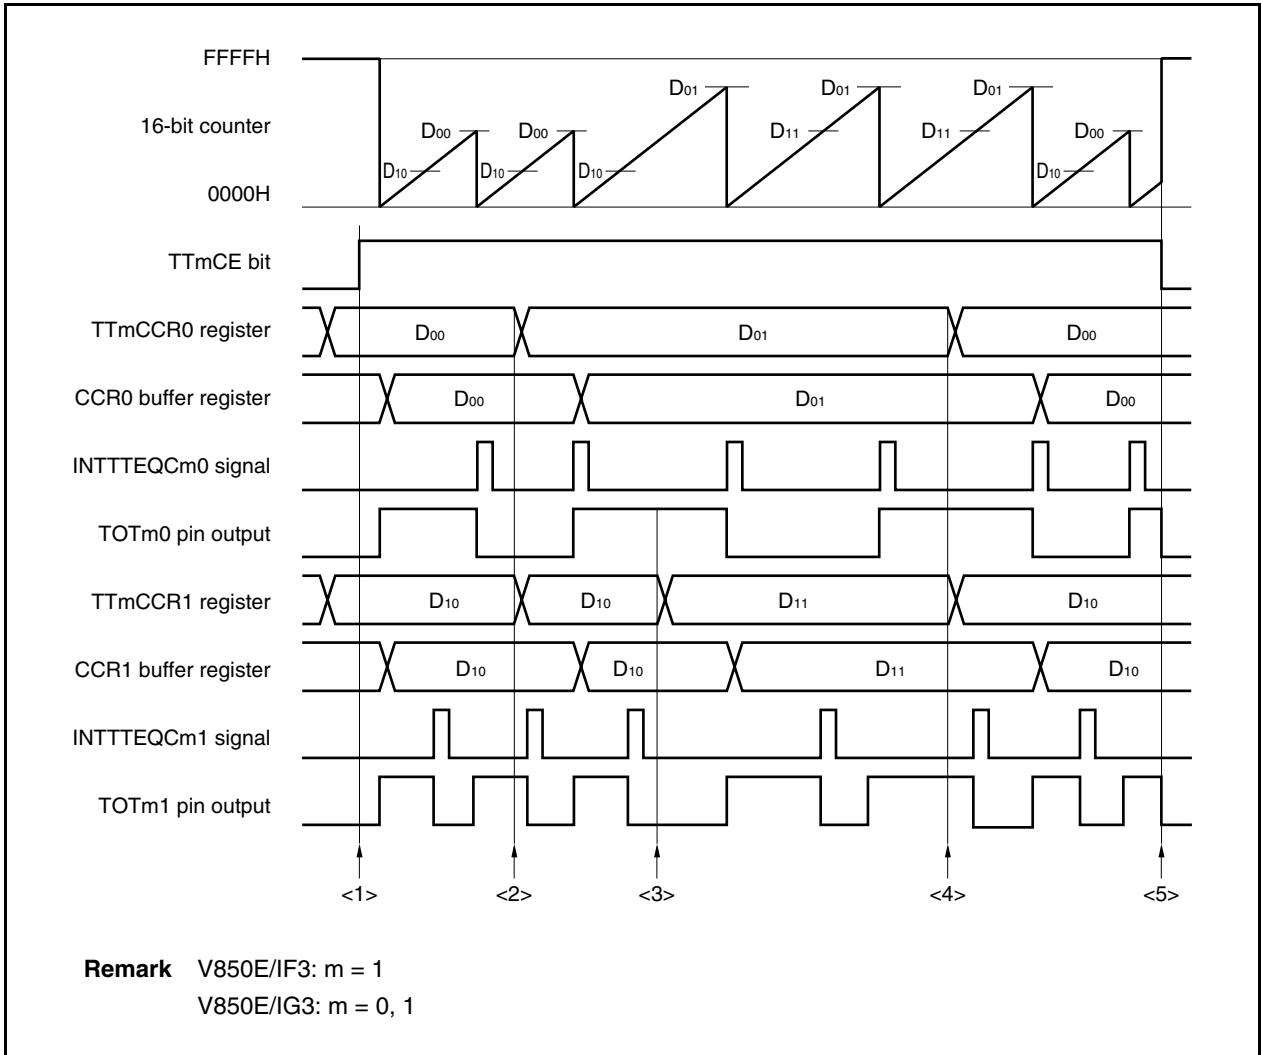 FFFFH
D01 D01 D01
16-bit counter D00 D00 D11 D11 D00
D10 D10 D10 D10
0000H
TTmCE bit
TTmCCR0 register D00 D01 D00
CCR0 buffer register D00 D01 D00
INTTTEQCm0 signal
TOTm0 pin output
TTmCCR1 register D10 D10 D11 D10
CCR1 buffer register D10 D10 D11 D10
INTTTEQCm1 signal
TOTm1 pin output
<1> <2> <3> <4> <5>
Remark V850E/IF3: m = 1
V850E/IG3: m = 0, 1